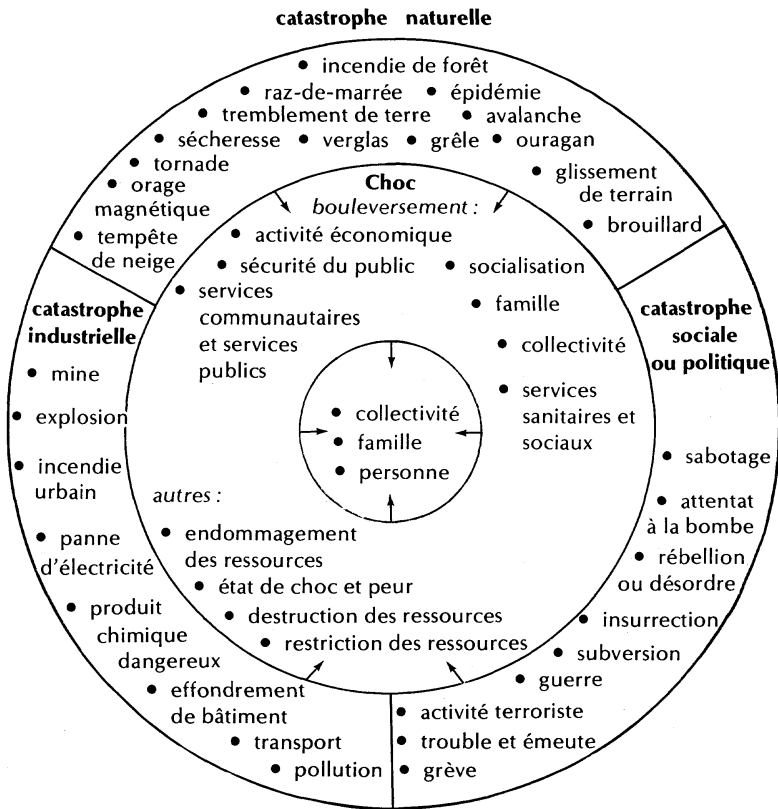 catastrophe naturelle
• incendie de forêt
• raz-de-marrée • épidémie
• tremblement de terre • avalanche
• sécheresse • verglas • grêle • ouragan
• tornade
• orage
magnétique
• tempête
de neige
• glissement
de terrain
• brouillard
Choc
bouleversement :
• activité économique
• sécurité du public
• services
communautaires
et services
publics
• socialisation
• famille
• collectivité
• services
sanitaires et
sociaux
• collectivité
• famille
• personne
autres :
• endommagement
des ressources
• état de choc et peur
• destruction des ressources
• restriction des ressources
catastrophe
industrielle
• mine
• explosion
• incendie
urbain
• panne
d'électricité
• produit
chimique
dangereux
• effondrement
de bâtiment
• transport
• pollution
catastrophe
sociale
ou politique
• sabotage
• attentat
à la bombe
• rébellion
ou désordre
• insurrection
• subversion
• guerre
• activité terroriste
• trouble et émeute
• grève